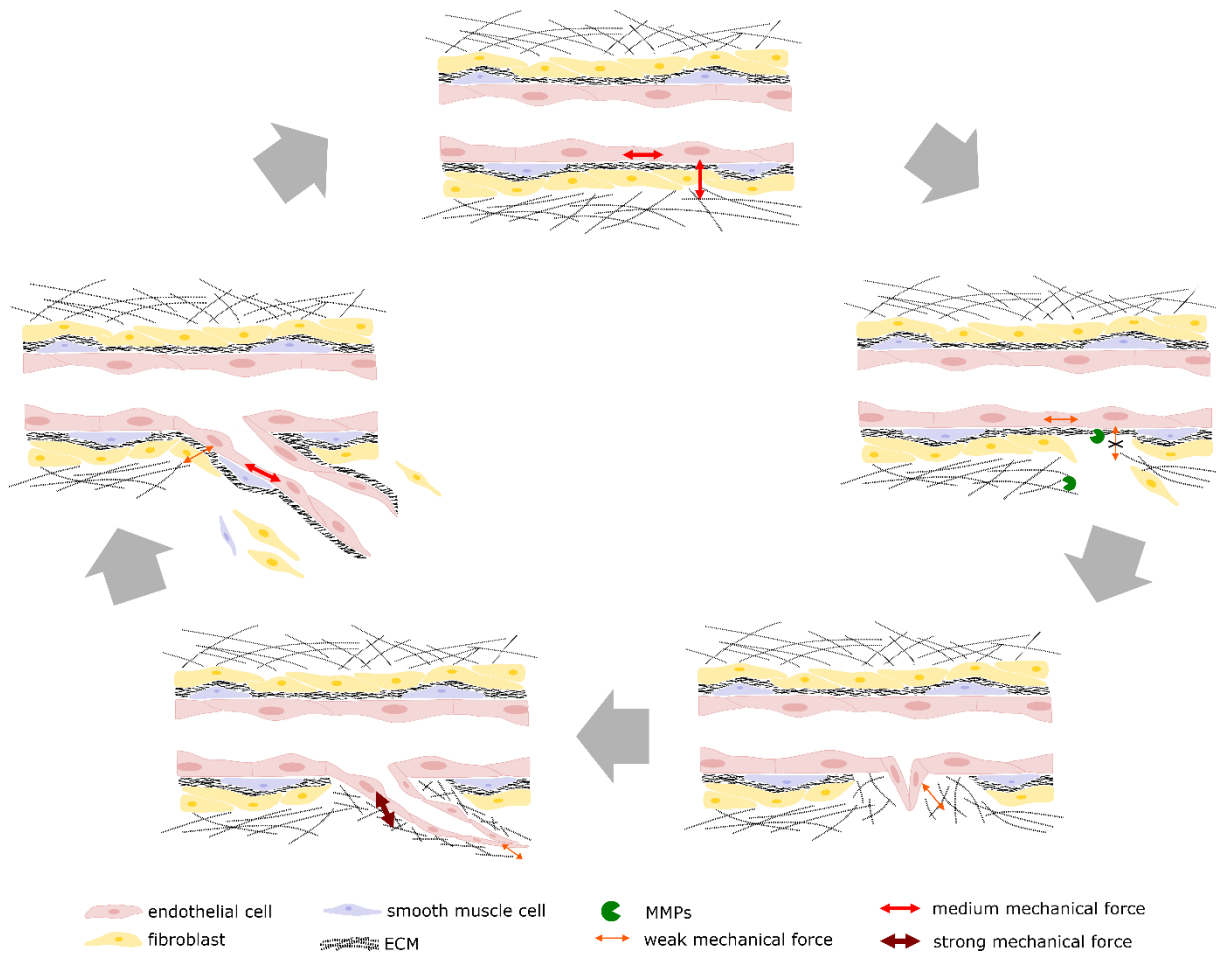 endothelial cell
smooth muscle cell
MMPs
medium mechanical force
fibroblast
ECM
weak mechanical force
strong mechanical force